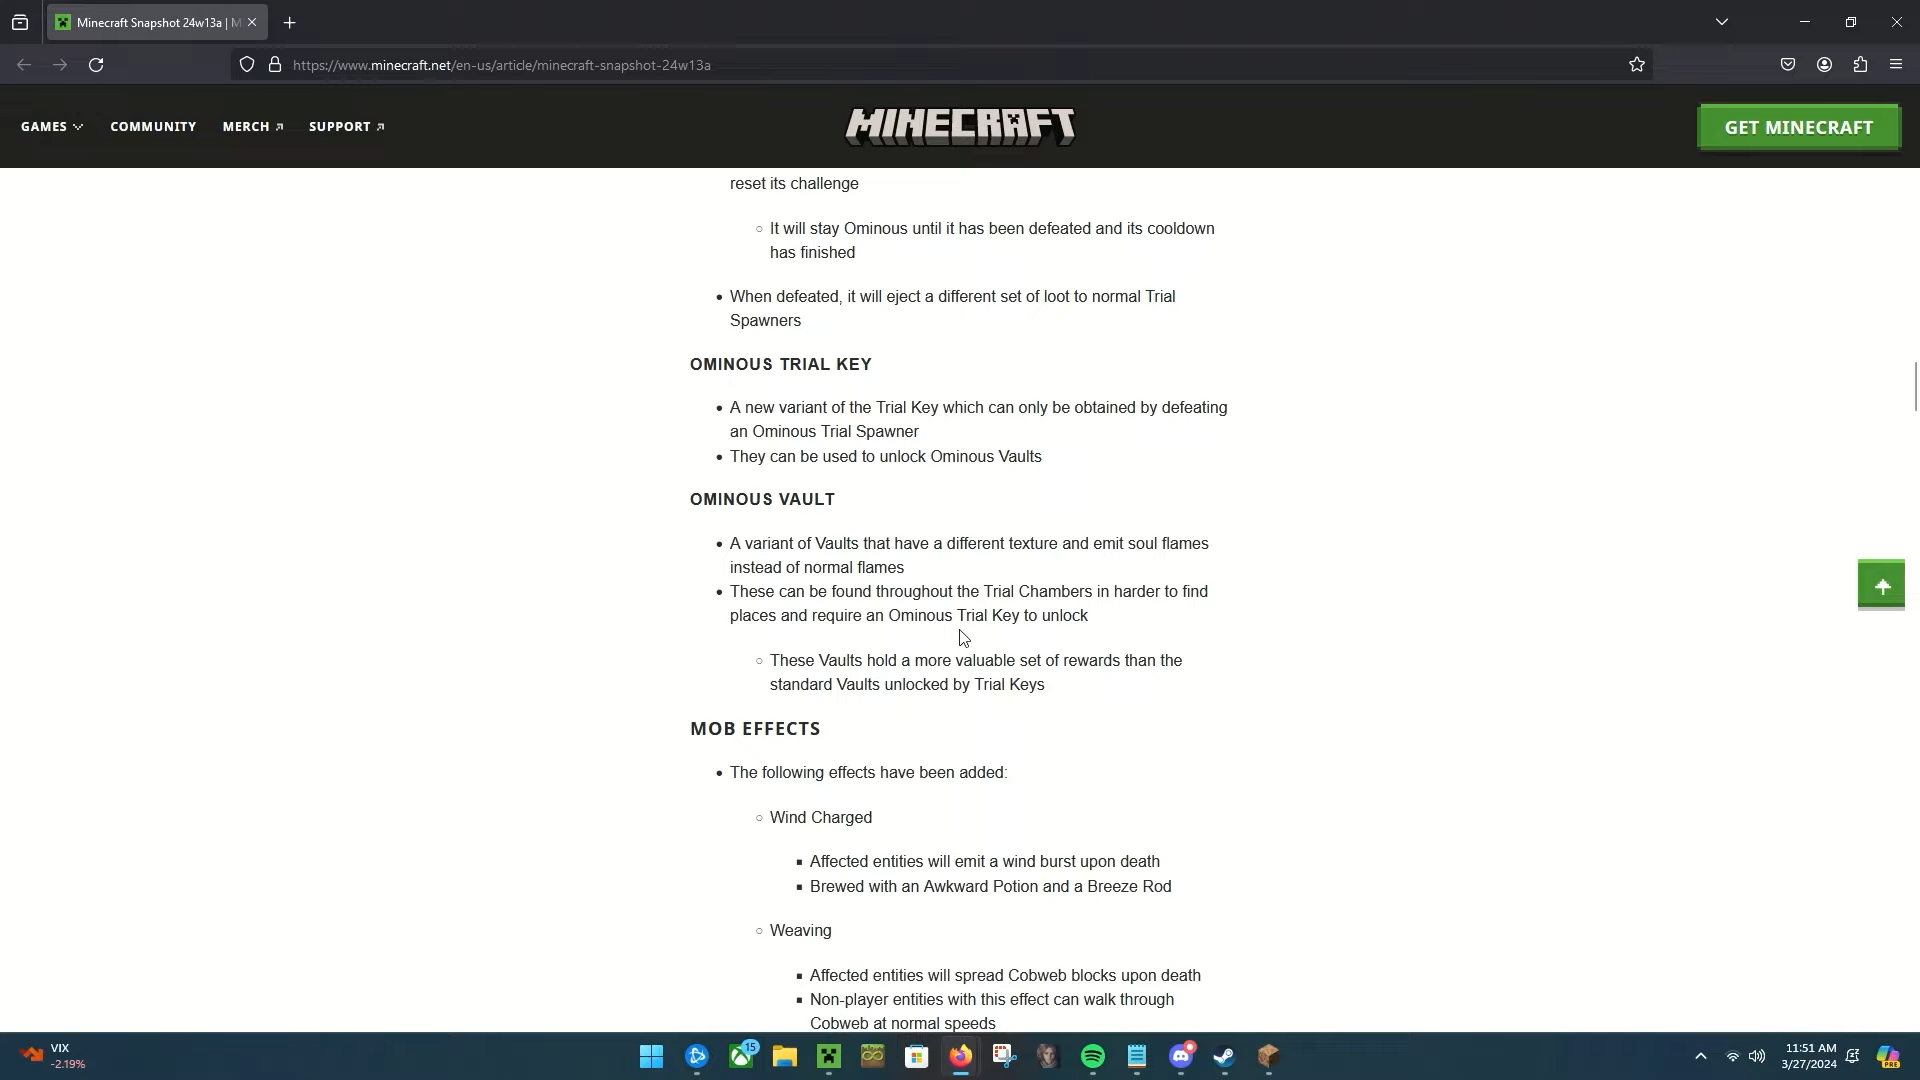 Minecraft Snapshot 24w13a | M
https://www.minecraft.net/en-us/article/minecraft-snapshot-24w13a
GAMES
COMMUNITY
MERCH
SUPPORT
MINECRAFT
GET MINECRAFT
reset its challenge
It will stay Ominous until it has been defeated and its cooldown
has finished
When defeated, it will eject a different set of loot to normal Trial
Spawners
OMINOUS TRIAL KEY
A new variant of the Trial Key which can only be obtained by defeating
an Ominous Trial Spawner
They can be used to unlock Ominous Vaults
OMINOUS VAULT
A variant of Vaults that have a different texture and emit soul flames
instead of normal flames
These can be found throughout the Trial Chambers in harder to find
places and require an Ominous Trial Key to unlock
These Vaults hold a more valuable set of rewards than the
standard Vaults unlocked by Trial Keys
MOB EFFECTS
The following effects have been added:
Wind Charged
Affected entities will emit a wind burst upon death
Brewed with an Awkward Potion and a Breeze Rod
Weaving
Affected entities will spread Cobweb blocks upon death
Non-player entities with this effect can walk through
Cobweb at normal speeds
VIX
-2.19%
15
11:51 AM
3/27/2024
PRE